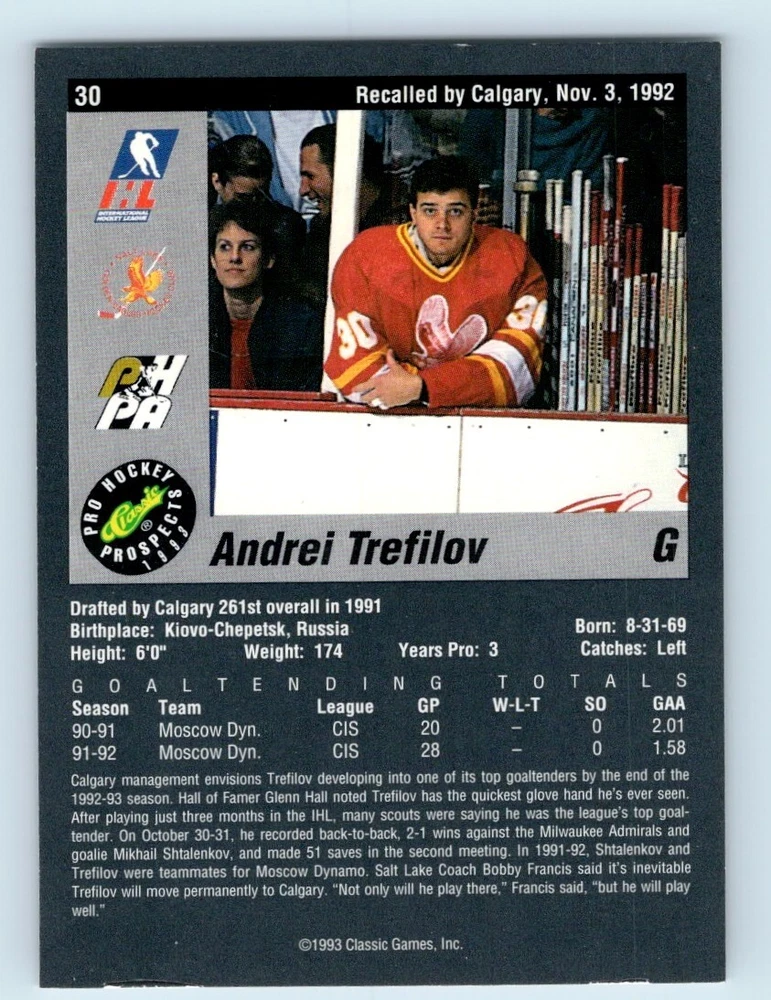 30 Recalled by Calgary, Nov. 3, 1992
IHL
INTERNATIONAL
HOCKEY LEAGUE
PHPA
30
30
PRO HOCKEY
Classic ®
PROSPECTS
1993
Andrei Trefilov G
Drafted by Calgary 261st overall in 1991
Birthplace: Kiovo-Chepetsk, Russia Born: 8-31-69
Height: 6'0" Weight: 174 Years Pro: 3 Catches: Left
GOALTENDING TOTALS
Season Team League GP W-L-T SO GAA
90-91 Moscow Dyn. CIS 20 – 0 2.01
91-92 Moscow Dyn. CIS 28 – 0 1.58
Calgary management envisions Trefilov developing into one of its top goaltenders by the end of the
1992-93 season. Hall of Famer Glenn Hall noted Trefilov has the quickest glove hand he's ever seen.
After playing just three months in the IHL, many scouts were saying he was the league's top goal-
tender. On October 30-31, he recorded back-to-back, 2-1 wins against the Milwaukee Admirals and
goalie Mikhail Shtalenkov, and made 51 saves in the second meeting. In 1991-92, Shtalenkov and
Trefilov were teammates for Moscow Dynamo. Salt Lake Coach Bobby Francis said it's inevitable
Trefilov will move permanently to Calgary. “Not only will he play there,” Francis said, “but he will play
well.”
©1993 Classic Games, Inc.